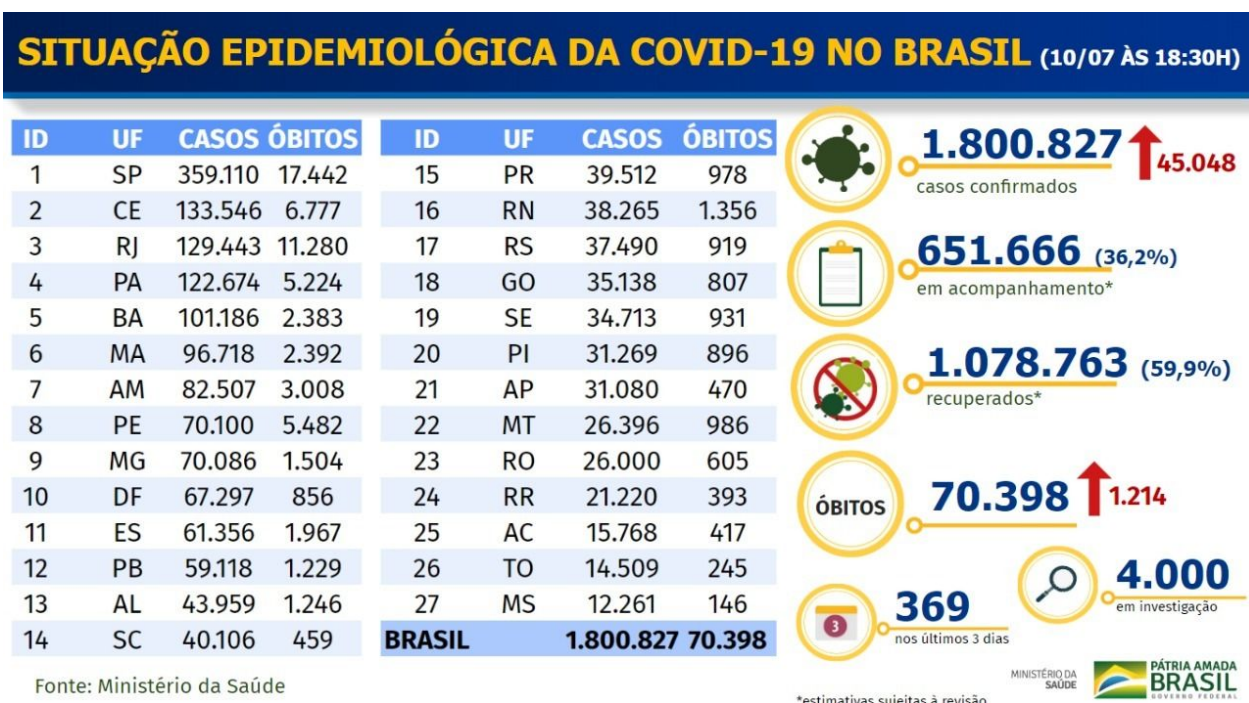 SITUAÇÃO EPIDEMIOLÓGICA DA COVID-19 NO BRASIL (10/07 ÀS 18:30H)
ID UF CASOS ÓBITOS
1 SP 359.110 17.442
2 CE 133.546 6.777
3 RJ 129.443 11.280
4 PA 122.674 5.224
5 BA 101.186 2.383
6 MA 96.718 2.392
7 AM 82.507 3.008
8 PE 70.100 5.482
9 MG 70.086 1.504
10 DF 67.297 856
11 ES 61.356 1.967
12 PB 59.118 1.229
13 AL 43.959 1.246
14 SC 40.106 459
ID UF CASOS ÓBITOS
15 PR 39.512 978
16 RN 38.265 1.356
17 RS 37.490 919
18 GO 35.138 807
19 SE 34.713 931
20 PI 31.269 896
21 AP 31.080 470
22 MT 26.396 986
23 RO 26.000 605
24 RR 21.220 393
25 AC 15.768 417
26 TO 14.509 245
27 MS 12.261 146
BRASIL 1.800.827 70.398
1.800.827 45.048
casos confirmados
651.666 (36,2%)
em acompanhamento*
1.078.763 (59,9%)
recuperados*
ÓBITOS 70.398 1.214
4.000
em investigação
3 369
nos últimos 3 dias
Fonte: Ministério da Saúde
*estimativas sujeitas à revisão
MINISTÉRIO DA
SAÚDE
PÁTRIA AMADA
BRASIL
GOVERNO FEDERAL